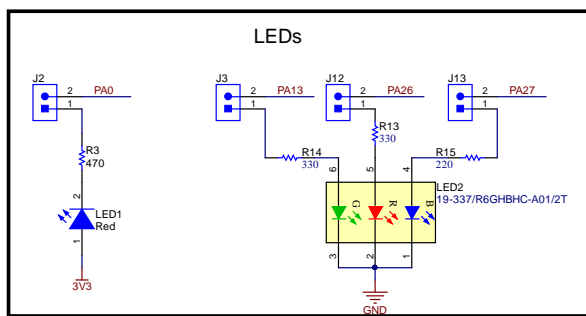 LEDs
J2
2
PA0
1
J3
2
PA13
1
J12
2
PA26
1
J13
2
PA27
1
R3
470
R13
330
R14
330
R15
220
2
LED1
Red
1
3V3
6
5
4
LED2
19-337/R6GHBHC-A01/2T
G
R
B
3
2
1
GND